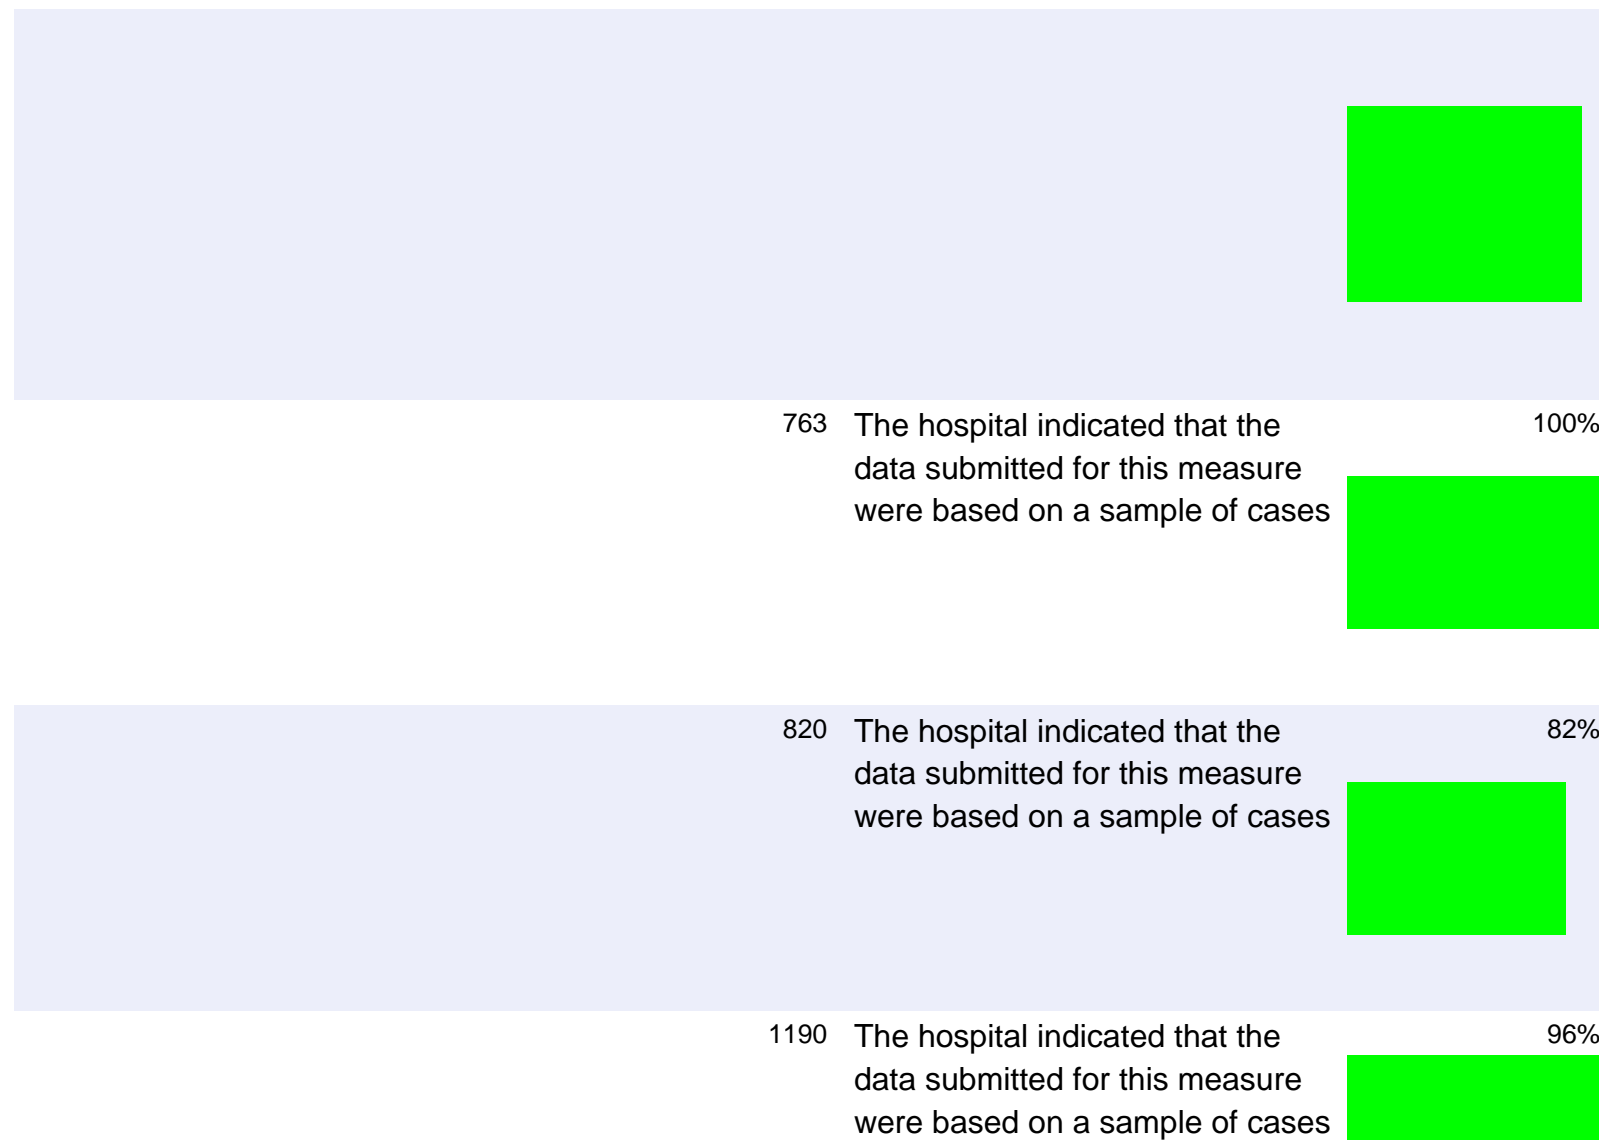 763 The hospital indicated that the 100%
data submitted for this measure
were based on a sample of cases
820 The hospital indicated that the 82%
data submitted for this measure
were based on a sample of cases
1190 The hospital indicated that the 96%
data submitted for this measure
were based on a sample of cases